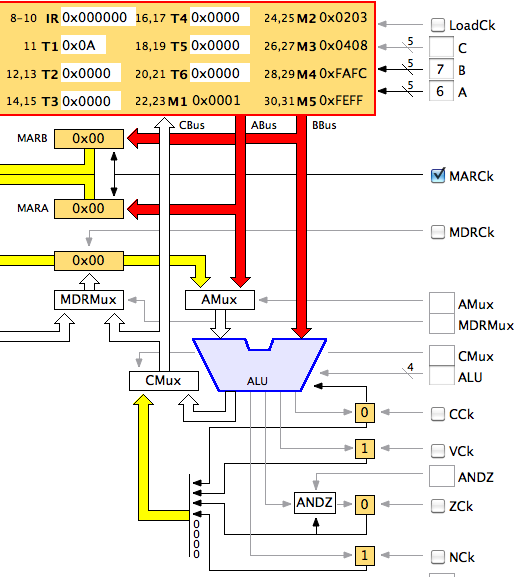 8-10 IR 0x000000 16,17 T4 0x0000 24,25 M2 0x0203
11 T1 0x0A 18,19 T5 0x0000 26,27 M3 0x0408
12,13 T2 0x0000 20,21 T6 0x0000 28,29 M4 0xFAFC
14,15 T3 0x0000 22,23 M1 0x0001 30,31 M5 0xFEFF
LoadCk
5 C
5 7 B
5 6 A
CBus ABus BBus
MARB 0x00
MARCk
MARA 0x00
MDRCk
0x00
MDRMux AMux AMux
MDRMux
CMux
CMux ALU 4 ALU
0 CCk
1 VCk
ANDZ
ANDZ 0 ZCk
0
0
0
0
1 NCk